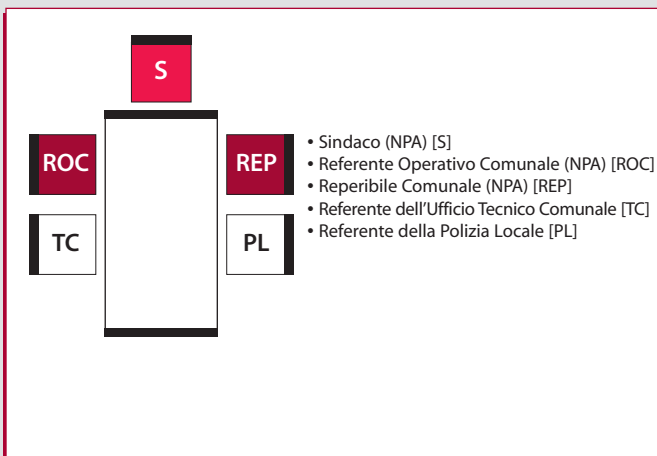 S
ROC
REP
TC
PL
• Sindaco (NPA) [S]
• Referente Operativo Comunale (NPA) [ROC]
• Reperibile Comunale (NPA) [REP]
• Referente dell'Ufficio Tecnico Comunale [TC]
• Referente della Polizia Locale [PL]